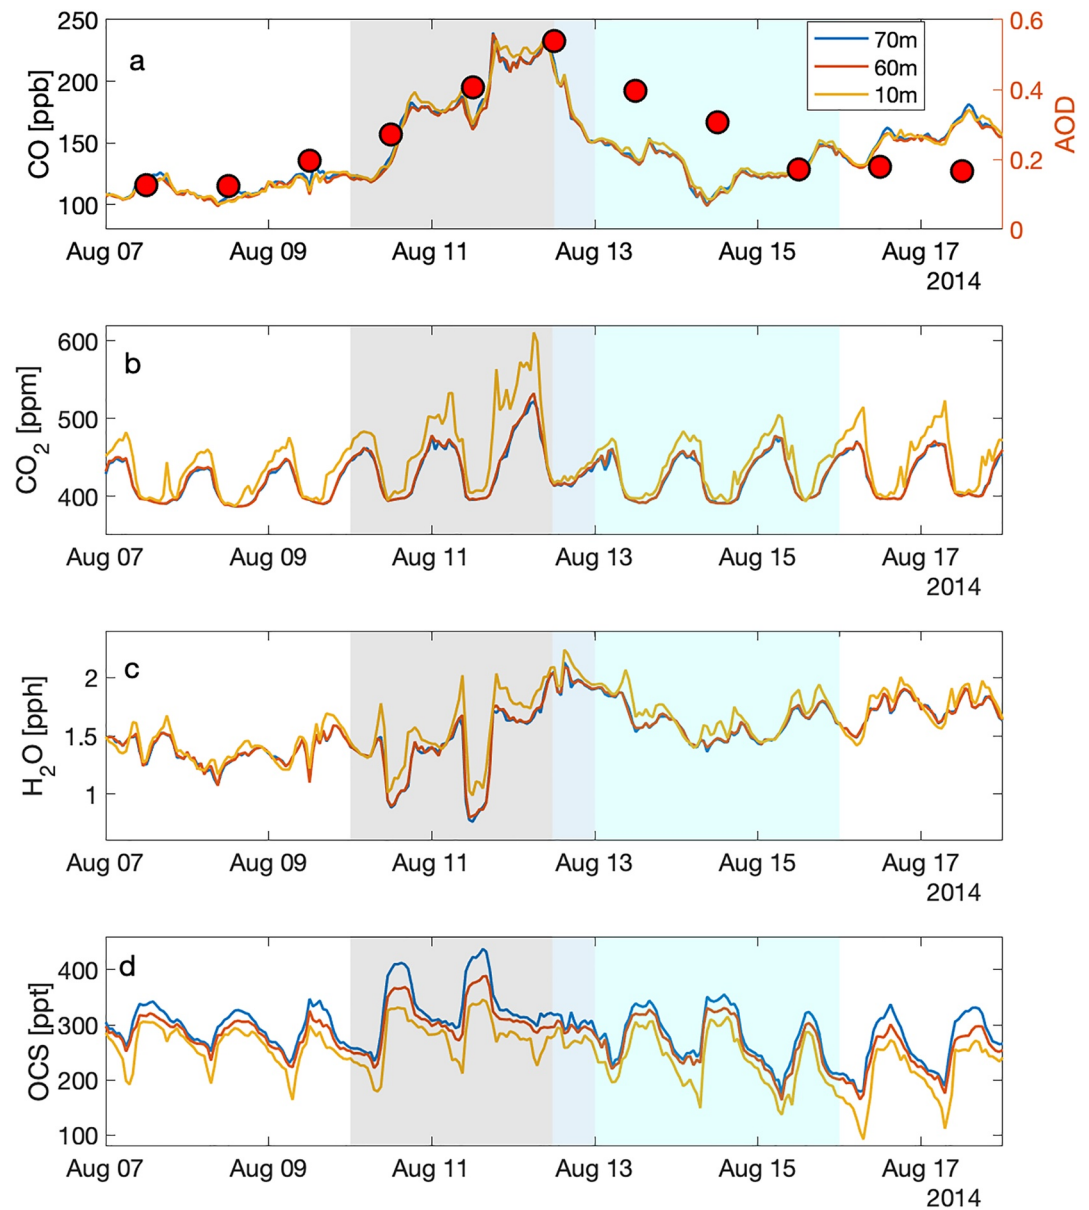 250
200
150
100
CO [ppb]
a
70m
60m
10m
0.6
0.4
0.2
0
AOD
Aug 07 Aug 09 Aug 11 Aug 13 Aug 15 Aug 17
2014
600
500
400
CO2 [ppm]
b
Aug 07 Aug 09 Aug 11 Aug 13 Aug 15 Aug 17
2014
2
1.5
1
H2O [pph]
c
Aug 07 Aug 09 Aug 11 Aug 13 Aug 15 Aug 17
2014
400
300
200
100
OCS [ppt]
d
Aug 07 Aug 09 Aug 11 Aug 13 Aug 15 Aug 17
2014